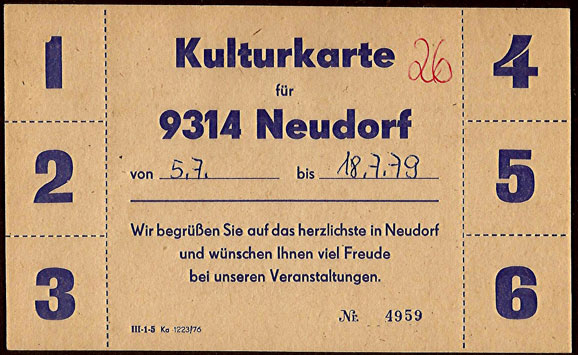 1
2
3
Kulturkarte 26
für
9314 Neudorf
von 5.7. bis 18.7.79
Wir begrüßen Sie auf das herzlichste in Neudorf
und wünschen Ihnen viel Freude
bei unseren Veranstaltungen.
Nr. 4959
III-1-5 Ka 1223/76
4
5
6